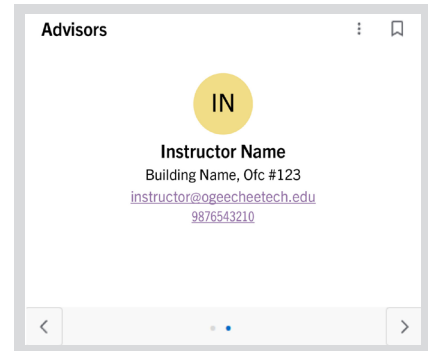 Advisors
IN
Instructor Name
Building Name, Ofc #123
instructor@ogeecheetech.edu
9876543210